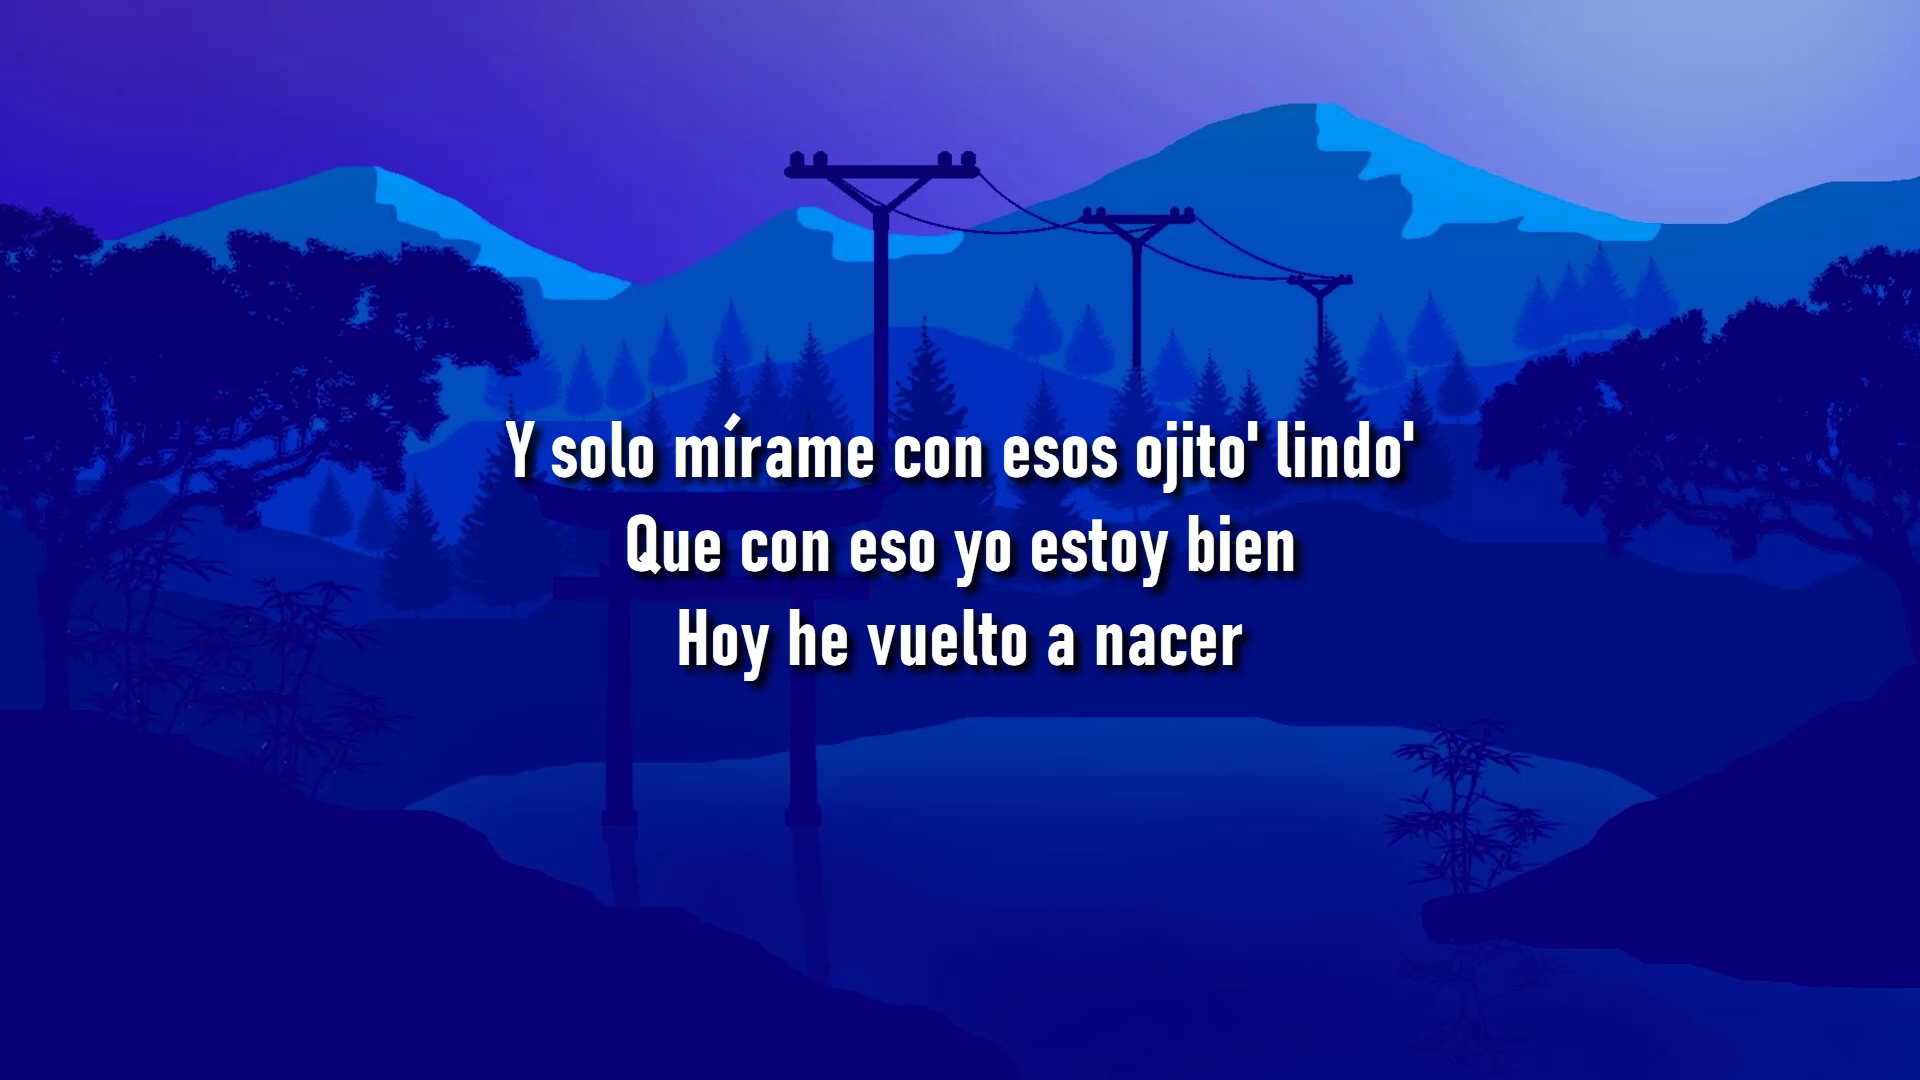 Y solo mírame con esos ojito' lindo'
Que con eso yo estoy bien
Hoy he vuelto a nacer